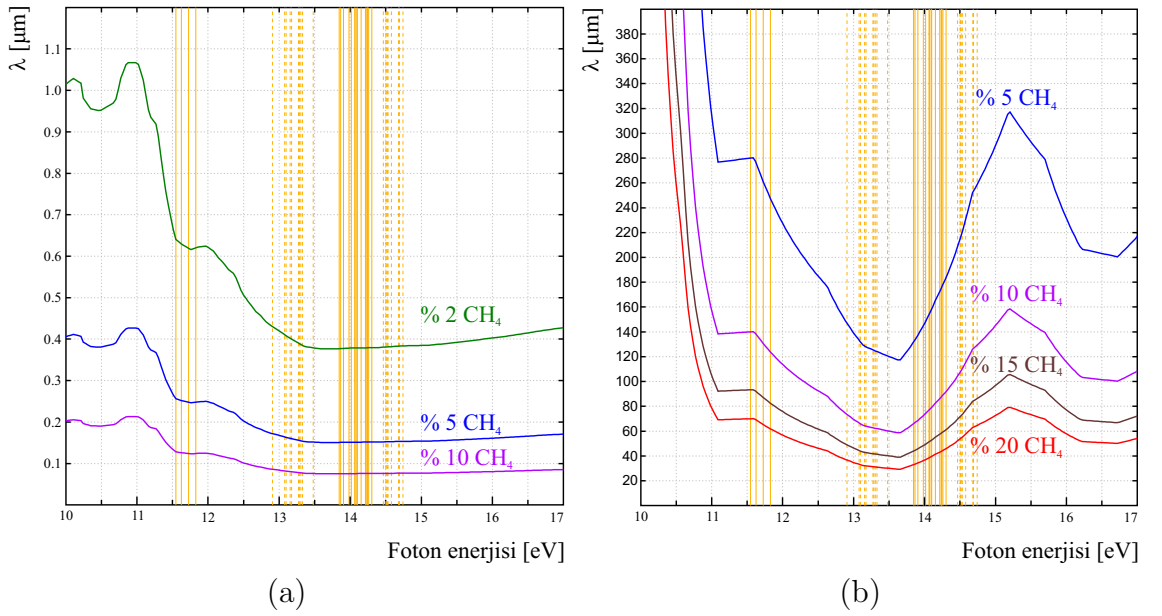 λ [μm]
1.1
1.0
0.9
0.8
0.7
0.6
0.5
0.4
0.3
0.2
0.1
% 2 CH₄
% 5 CH₄
% 10 CH₄
10 11 12 13 14 15 16 17
Foton enerjisi [eV]
(a)
λ [μm]
380
360
340
320
300
280
260
240
220
200
180
160
140
120
100
80
60
40
20
% 5 CH₄
% 10 CH₄
% 15 CH₄
% 20 CH₄
10 11 12 13 14 15 16 17
Foton enerjisi [eV]
(b)